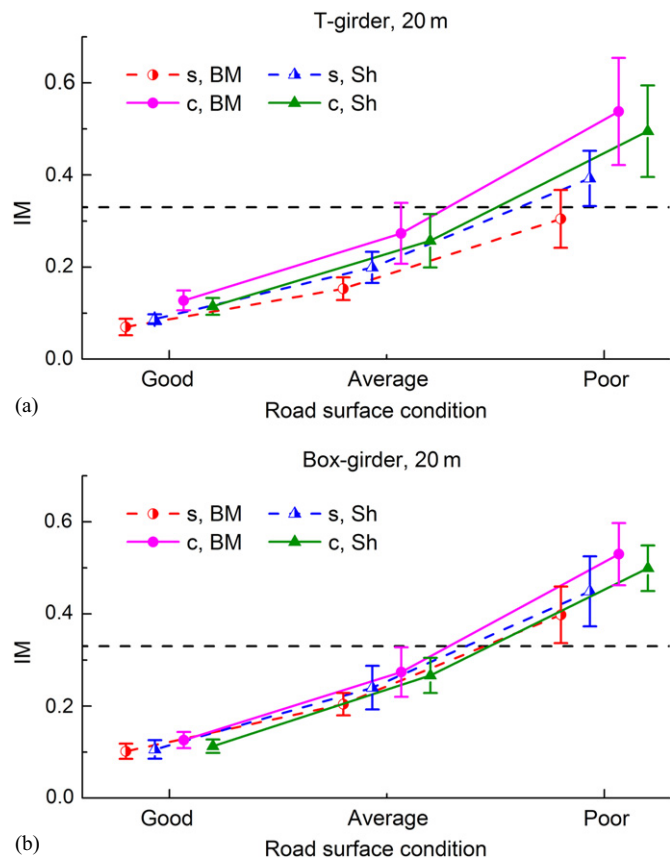 T-girder, 20 m
s, BM s, Sh
c, BM c, Sh
0.6
0.4
IM
0.2
0.0
Good Average Poor
(a)
Road surface condition
Box-girder, 20 m
s, BM s, Sh
c, BM c, Sh
0.6
0.4
IM
0.2
0.0
Good Average Poor
(b)
Road surface condition